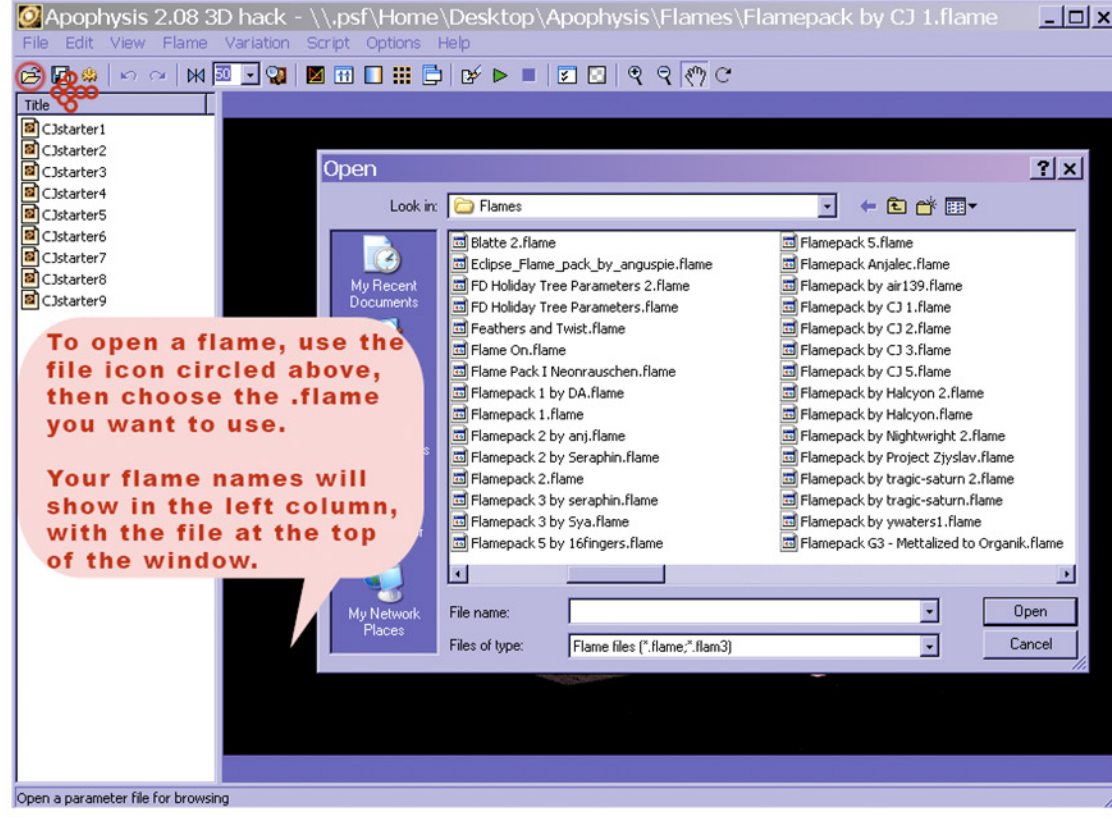 Apophysis 2.08 3D hack - \\.psf\Home\Desktop\Apophysis\Flames\Flamepack by CJ 1.flame
File Edit View Flame Variation Script Options Help
50
Title
CJstarter1
CJstarter2
CJstarter3
CJstarter4
CJstarter5
CJstarter6
CJstarter7
CJstarter8
CJstarter9
To open a flame, use the
file icon circled above,
then choose the .flame
you want to use.
Your flame names will
show in the left column,
with the file at the top
of the window.
Open
Look in: Flames
My Recent
Documents
My Network
Places
Blatte 2.flame
Eclipse_Flame_pack_by_anguspie.flame
FD Holiday Tree Parameters 2.flame
FD Holiday Tree Parameters.flame
Feathers and Twist.flame
Flame On.flame
Flame Pack I Neonrauschen.flame
Flamepack 1 by DA.flame
Flamepack 1.flame
Flamepack 2 by anj.flame
Flamepack 2 by Seraphin.flame
Flamepack 2.flame
Flamepack 3 by seraphin.flame
Flamepack 3 by Sya.flame
Flamepack 5 by 16fingers.flame
Flamepack 5.flame
Flamepack Anjalec.flame
Flamepack by air139.flame
Flamepack by CJ 1.flame
Flamepack by CJ 2.flame
Flamepack by CJ 3.flame
Flamepack by CJ 5.flame
Flamepack by Halcyon 2.flame
Flamepack by Halcyon.flame
Flamepack by Nightwright 2.flame
Flamepack by Project Zjyslav.flame
Flamepack by tragic-saturn 2.flame
Flamepack by tragic-saturn.flame
Flamepack by ywaters1.flame
Flamepack G3 - Mettalized to Organik.flame
File name:
Open
Files of type: Flame files (*.flame;*.flam3)
Cancel
Open a parameter file for browsing